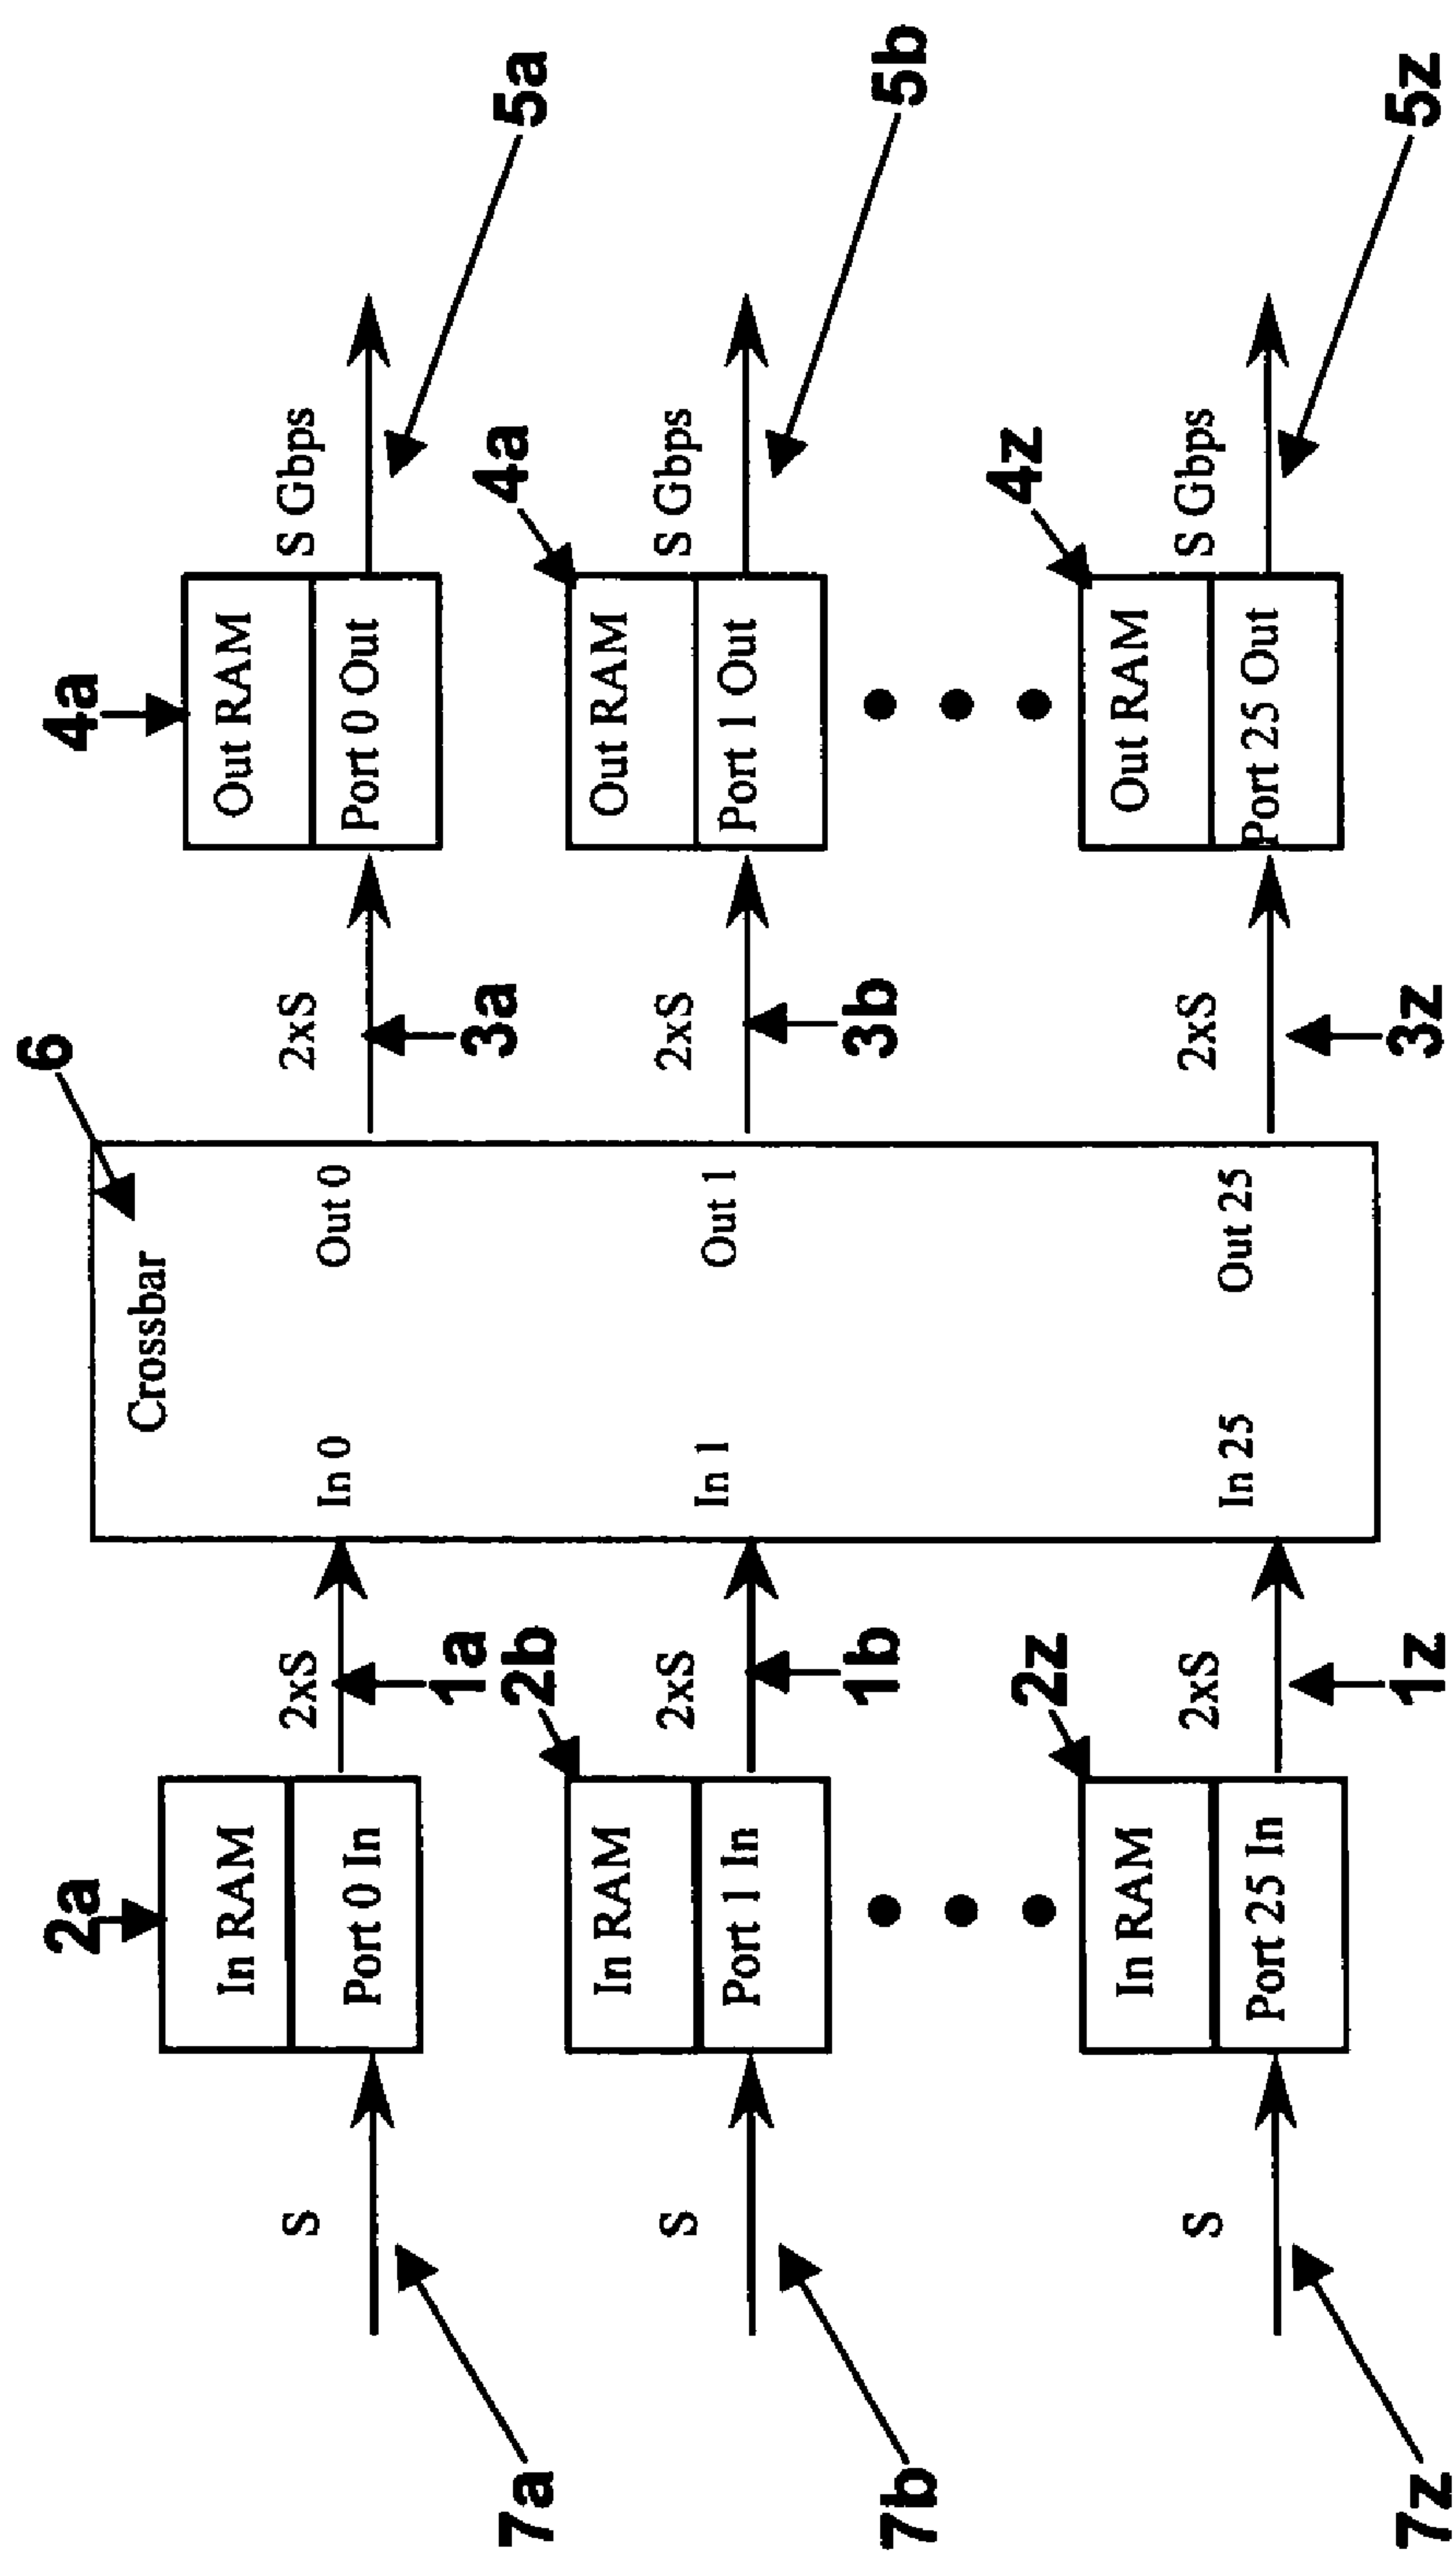 6
Crossbar
2a
In RAM
Port 0 In
S
7a
2xS
1a
In 0
Out 0
2xS
3a
4a
Out RAM
Port 0 Out
S Gbps
5a
2b
In RAM
Port 1 In
S
7b
2xS
1b
In 1
Out 1
2xS
3b
4a
Out RAM
Port 1 Out
S Gbps
5b
2z
In RAM
Port 25 In
S
7z
2xS
1z
In 25
Out 25
2xS
3z
4z
Out RAM
Port 25 Out
S Gbps
5z